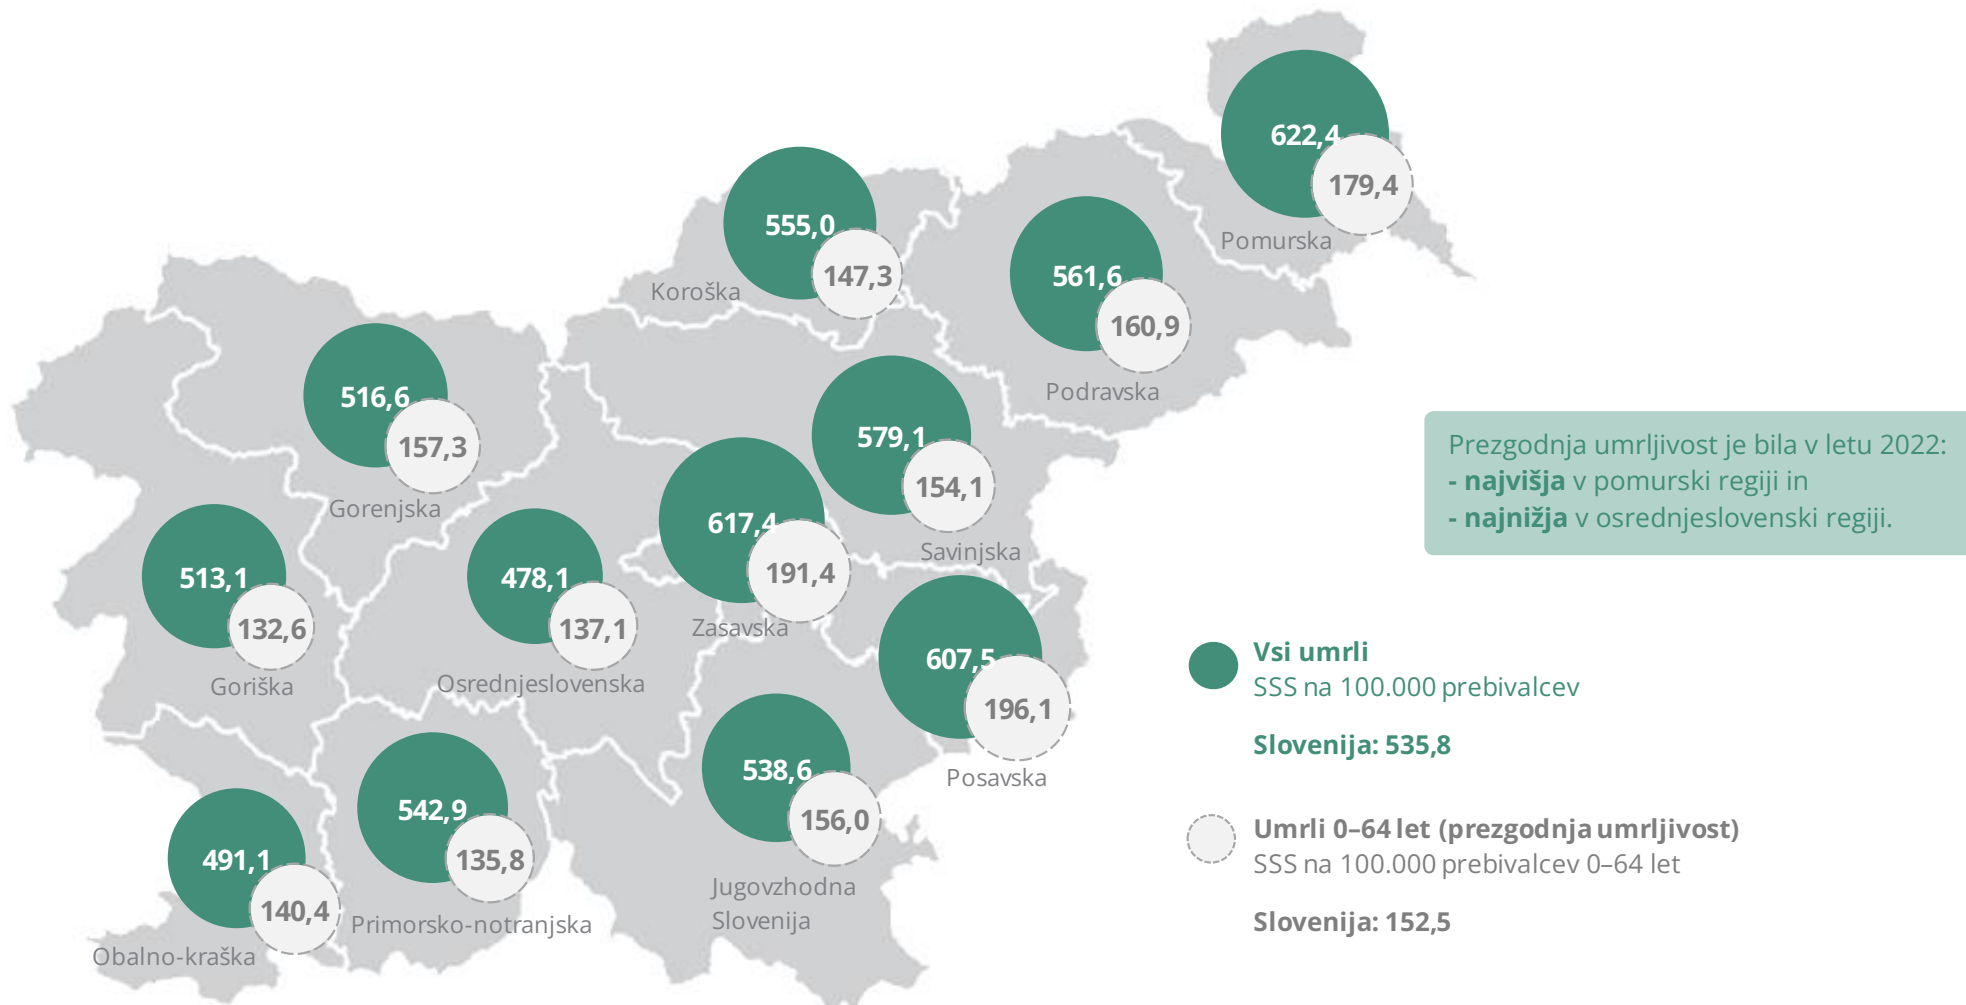 622,4
179,4
Pomurska
555,0
147,3
Koroška
561,6
160,9
Podravska
516,6
157,3
Gorenjska
579,1
154,1
Savinjska
617,4
191,4
Zasavska
513,1
132,6
Goriška
478,1
137,1
Osrednjeslovenska
607,5
196,1
Posavska
538,6
156,0
Jugovzhodna
Slovenija
542,9
135,8
Primorsko-notranjska
491,1
140,4
Obalno-kraška
Prezgodnja umrljivost je bila v letu 2022:
- najvišja v pomurski regiji in
- najnižja v osrednjeslovenski regiji.
Vsi umrli
SSS na 100.000 prebivalcev
Slovenija: 535,8
Umrli 0–64 let (prezgodnja umrljivost)
SSS na 100.000 prebivalcev 0–64 let
Slovenija: 152,5